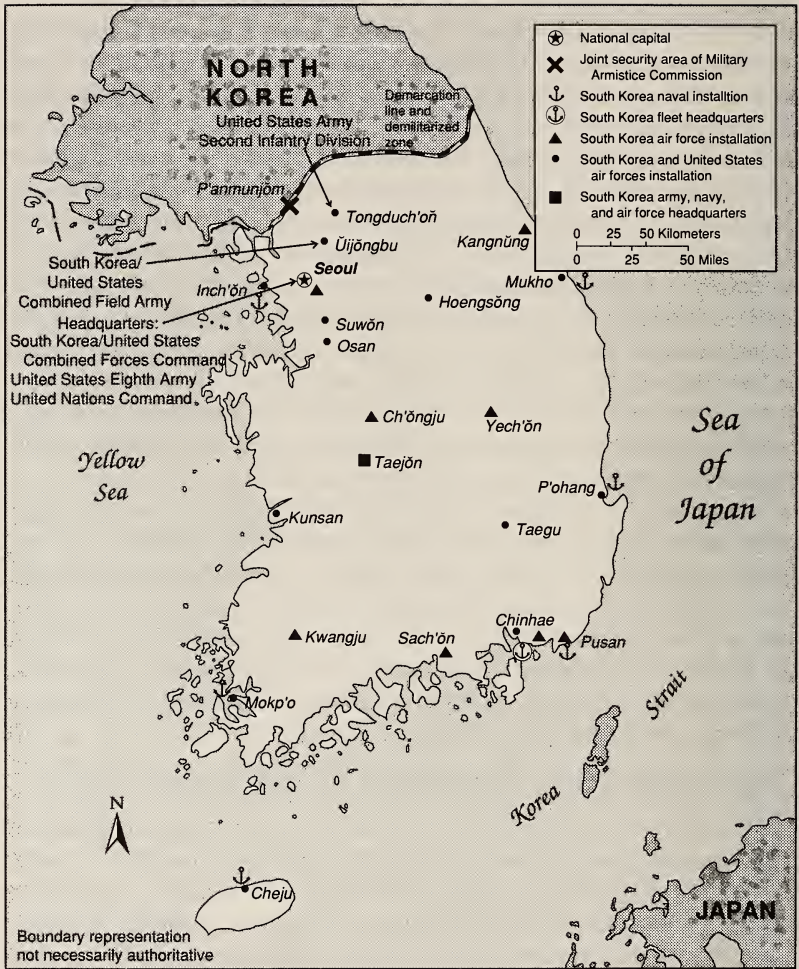 NORTH
KOREA
United States Army
Second Infantry Division
Demarcation
line and
demilitarized
zone
National capital
Joint security area of Military
Armistice Commission
South Korea naval installtion
South Korea fleet headquarters
South Korea air force installation
South Korea and United States
air forces installation
South Korea army, navy,
and air force headquarters
0 25 50 Kilometers
0 25 50 Miles
P'anmunjŏm
Tongduch'oň
Kangnŭng
Ŭijŏngbu
South Korea/
United States
Combined Field Army
Seoul
Inch'ŏn
Mukho
Hoengsŏng
Headquarters:
South Korea/United States
Combined Forces Command
United States Eighth Army
United Nations Command
Suwŏn
Osan
Ch'ŏngju
Yech'ŏn
Sea
of
Japan
Yellow
Sea
Taejŏn
P'ohang
Kunsan
Taegu
Chinhae
Kwangju
Sach'ŏn
Pusan
Mokp'o
Korea
Strait
N
Cheju
JAPAN
Boundary representation
not necessarily authoritative